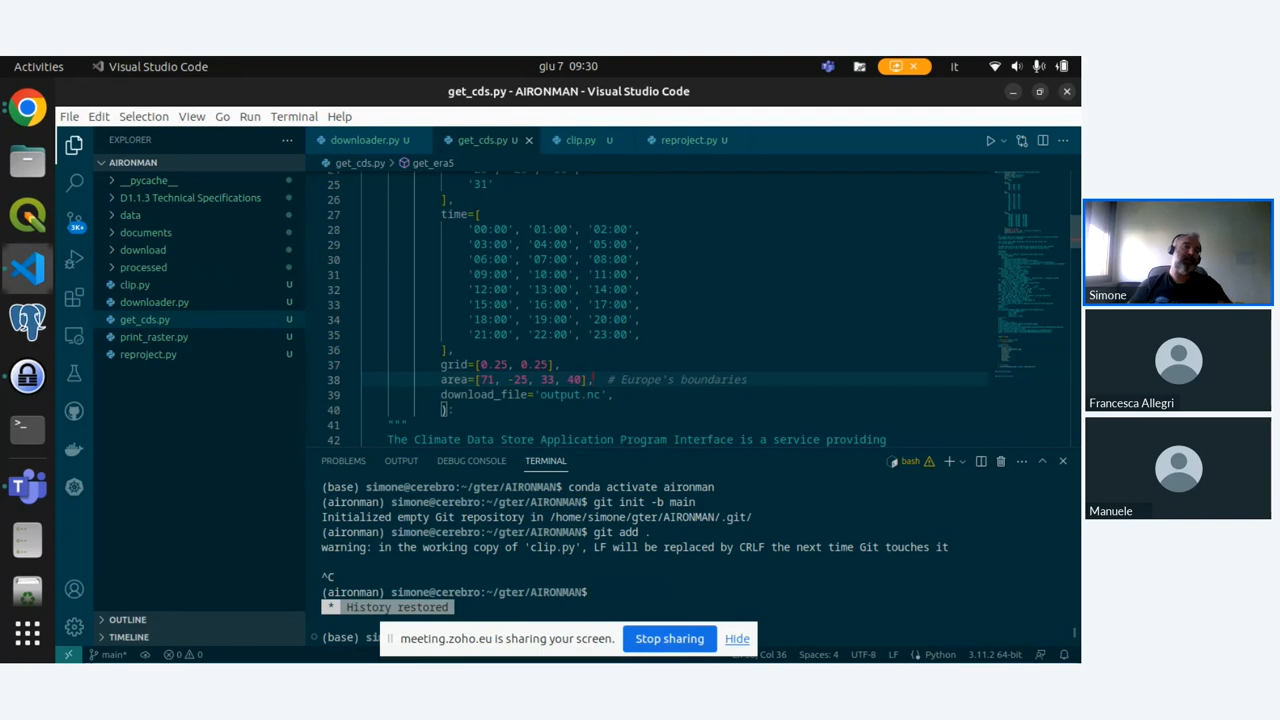 Activities
Visual Studio Code
giu 7 09:30
it
get_cds.py - AIRONMAN - Visual Studio Code
File Edit Selection View Go Run Terminal Help
EXPLORER
downloader.py U
get_cds.py U
clip.py U
reproject.py U
AIRONMAN
get_cds.py
get_era5
__pycache__
D1.1.3 Technical Specifications
data
documents
download
processed
clip.py U
downloader.py U
get_cds.py U
print_raster.py U
reproject.py U
3K+
25 '31'
26 ],
27 time=[
28 '00:00', '01:00', '02:00',
29 '03:00', '04:00', '05:00',
30 '06:00', '07:00', '08:00',
31 '09:00', '10:00', '11:00',
32 '12:00', '13:00', '14:00',
33 '15:00', '16:00', '17:00',
34 '18:00', '19:00', '20:00',
35 '21:00', '22:00', '23:00',
36 ],
37 grid=[0.25, 0.25],
38 area=[71, -25, 33, 40], # Europe's boundaries
39 download_file='output.nc',
40 ):
41 """
42 The Climate Data Store Application Program Interface is a service providing
PROBLEMS OUTPUT DEBUG CONSOLE TERMINAL
bash
(base) simone@cerebro:~/gter/AIRONMAN$ conda activate aironman
(aironman) simone@cerebro:~/gter/AIRONMAN$ git init -b main
Initialized empty Git repository in /home/simone/gter/AIRONMAN/.git/
(aironman) simone@cerebro:~/gter/AIRONMAN$ git add .
warning: in the working copy of 'clip.py', LF will be replaced by CRLF the next time Git touches it
^C
(aironman) simone@cerebro:~/gter/AIRONMAN$
* History restored
(base)
OUTLINE
TIMELINE
meeting.zoho.eu is sharing your screen.
Stop sharing
Hide
main*
0 0
Col 36
Spaces: 4
UTF-8
LF
Python
3.11.2 64-bit
Simone
Francesca Allegri
Manuele